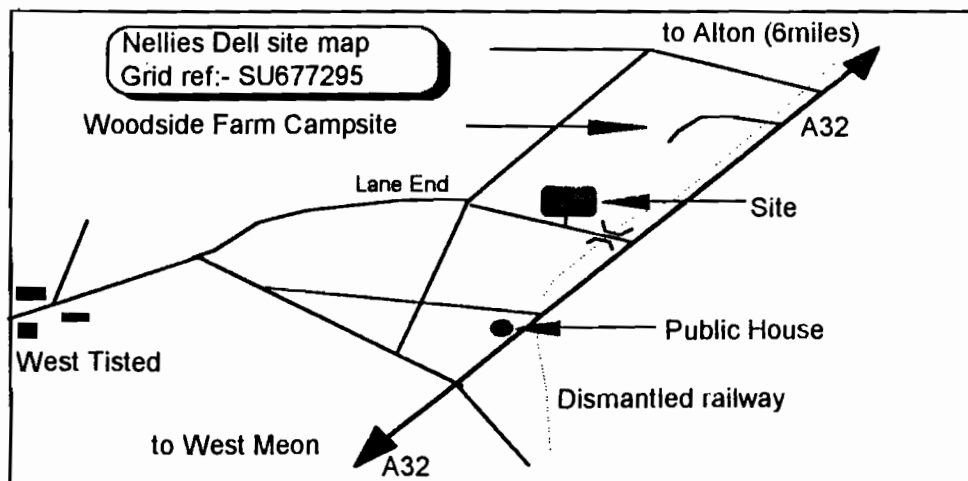 Nellies Dell site map
Grid ref:- SU677295
to Alton (6miles)
Woodside Farm Campsite
A32
Lane End
Site
Public House
West Tisted
Dismantled railway
to West Meon
A32